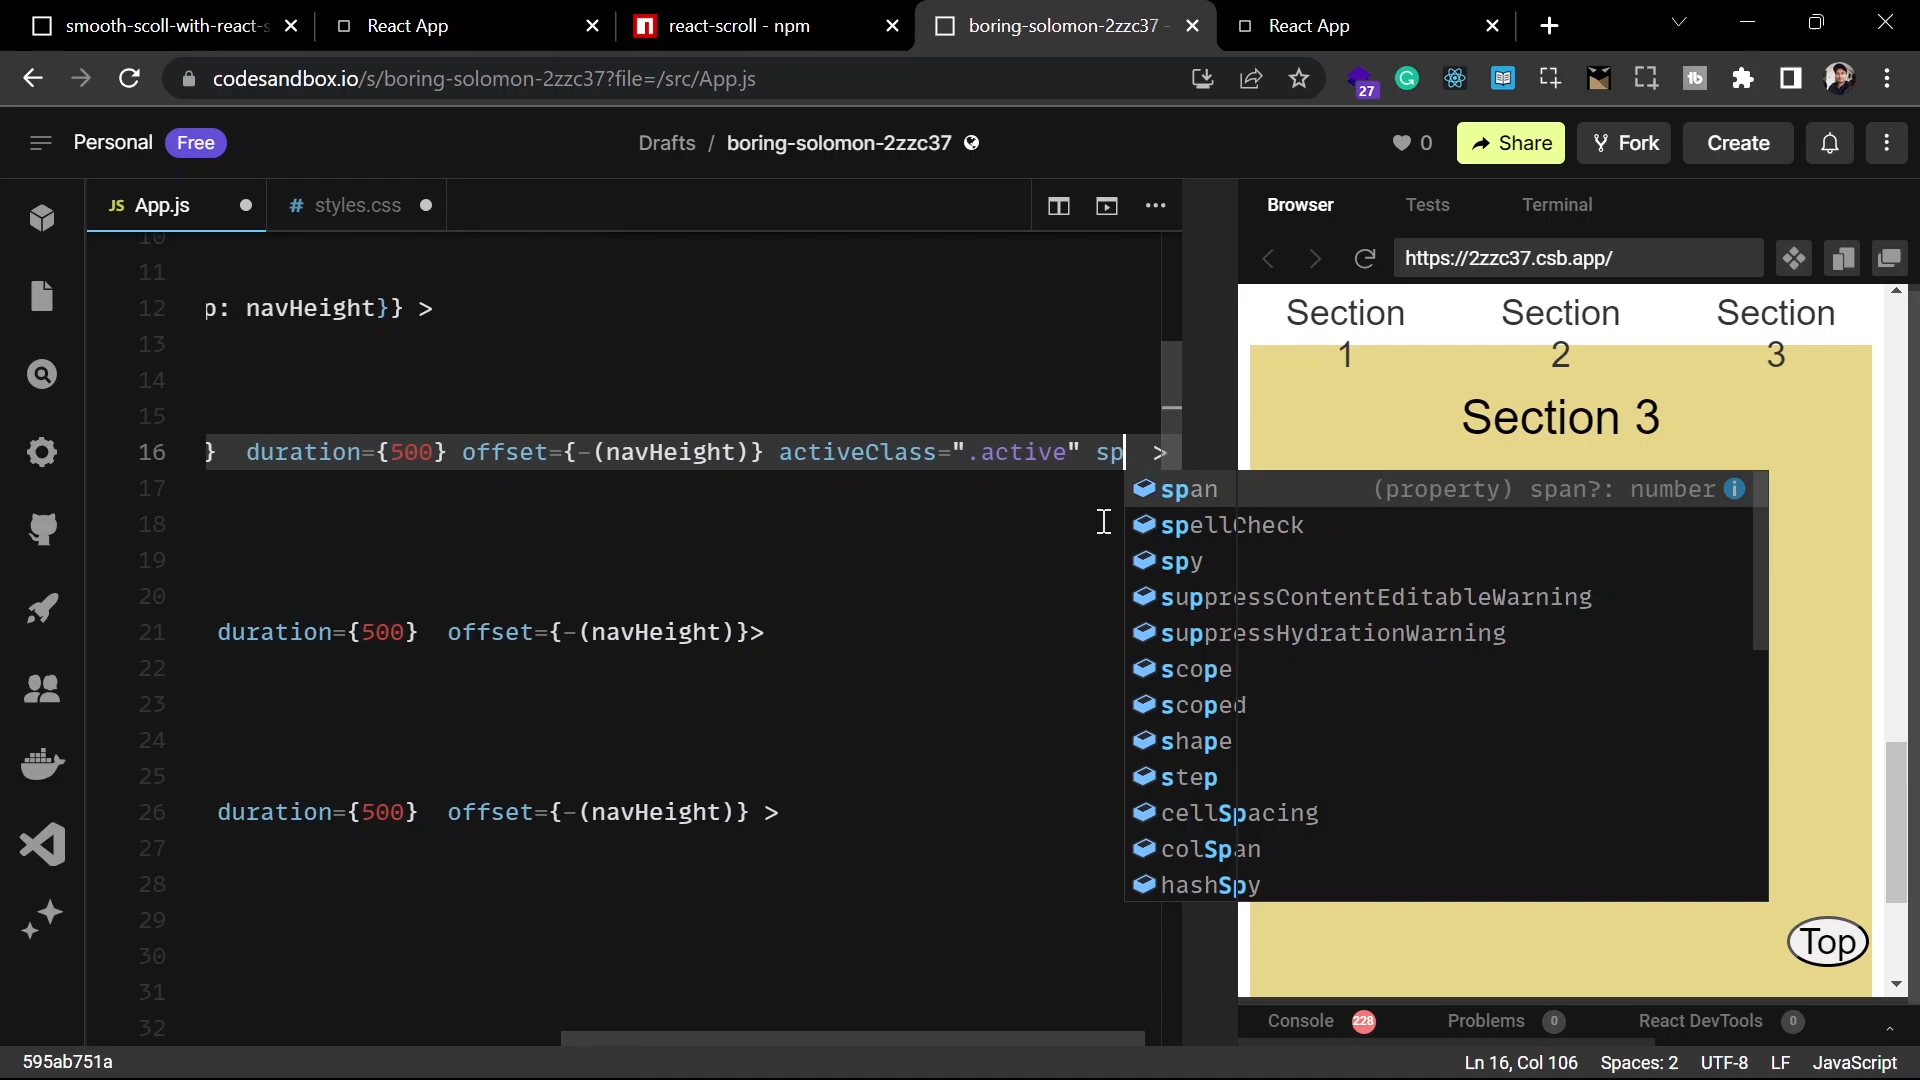 smooth-scoll-with-react-s
React App
react-scroll - npm
boring-solomon-2zzc37 -
React App
codesandbox.io/s/boring-solomon-2zzc37?file=/src/App.js
27
Personal Free
Drafts / boring-solomon-2zzc37
0
Share
Fork
Create
JS App.js
# styles.css
Browser
Tests
Terminal
https://2zzc37.csb.app/
10
11
12 p: navHeight}} >
13
14
15
16 } duration={500} offset={-(navHeight)} activeClass=".active" sp >
17
18
19
20
21 duration={500} offset={-(navHeight)}>
22
23
24
25
26 duration={500} offset={-(navHeight)} >
27
28
29
30
31
32
span (property) span?: number
spellCheck
spy
suppressContentEditableWarning
suppressHydrationWarning
scope
scoped
shape
step
cellSpacing
colSpan
hashSpy
Section 1
Section 2
Section 3
Section 3
Top
Console 228
Problems 0
React DevTools 0
595ab751a
Ln 16, Col 106 Spaces: 2 UTF-8 LF JavaScript